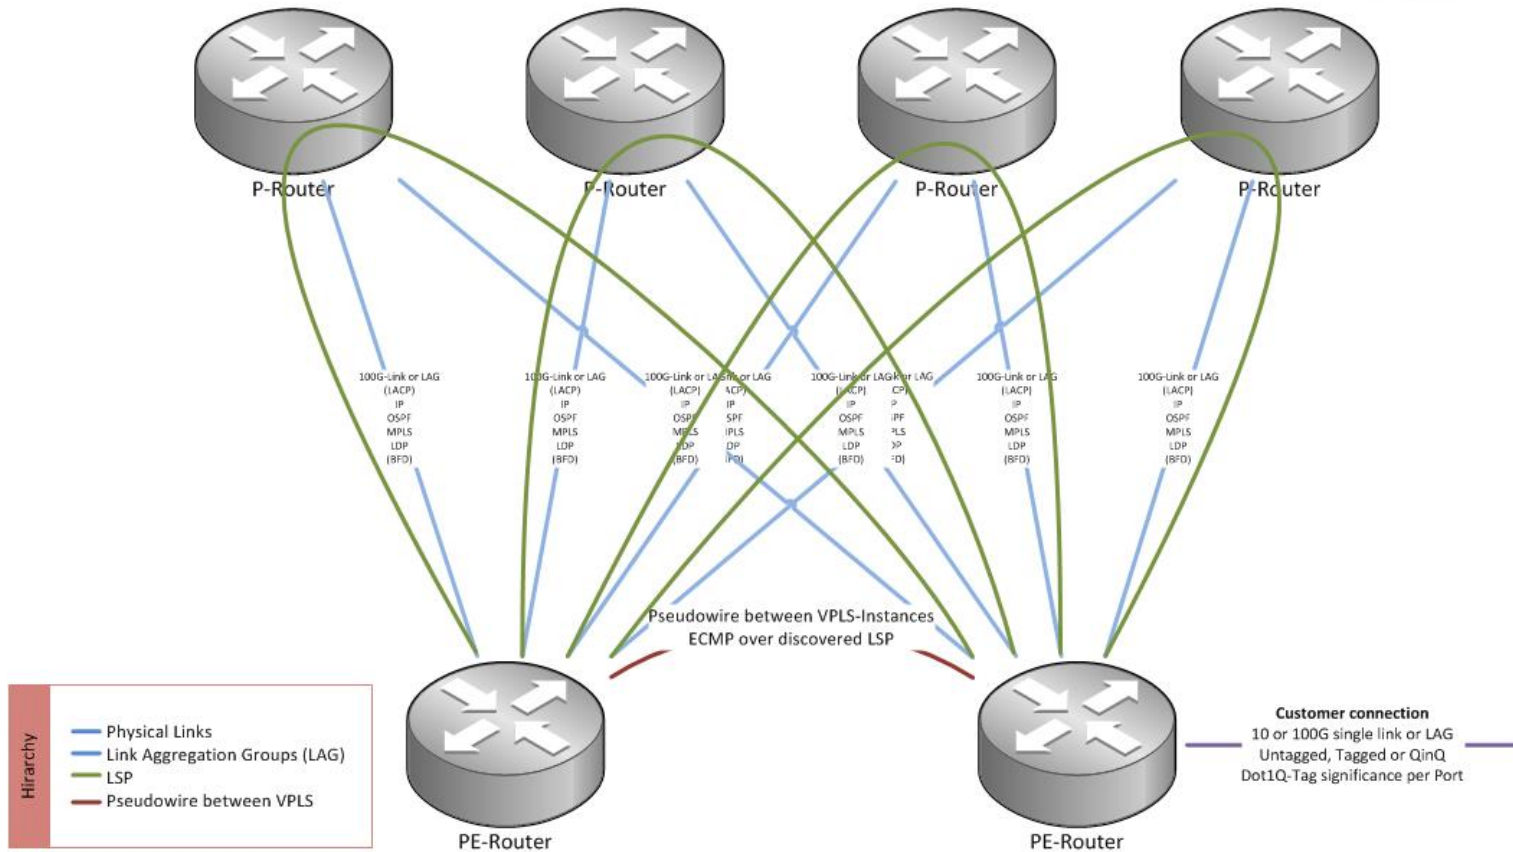 P-Router
P-Router
P-Router
P-Router
100G-Link or LAG
(LACP)
IP
OSPF
MPLS
LDP
(BFD)
100G-Link or LAG
(LACP)
IP
OSPF
MPLS
LDP
(BFD)
100G-Link or LAG
(LACP)
IP
OSPF
MPLS
LDP
(BFD)
100G-Link or LAG
(LACP)
IP
OSPF
MPLS
LDP
(BFD)
100G-Link or LAG
(LACP)
IP
OSPF
MPLS
LDP
(BFD)
100G-Link or LAG
(LACP)
IP
OSPF
MPLS
LDP
(BFD)
Pseudowire between VPLS-Instances
ECMP over discovered LSP
Hirarchy
Physical Links
Link Aggregation Groups (LAG)
LSP
Pseudowire between VPLS
PE-Router
PE-Router
Customer connection
10 or 100G single link or LAG
Untagged, Tagged or QinQ
Dot1Q-Tag significance per Port